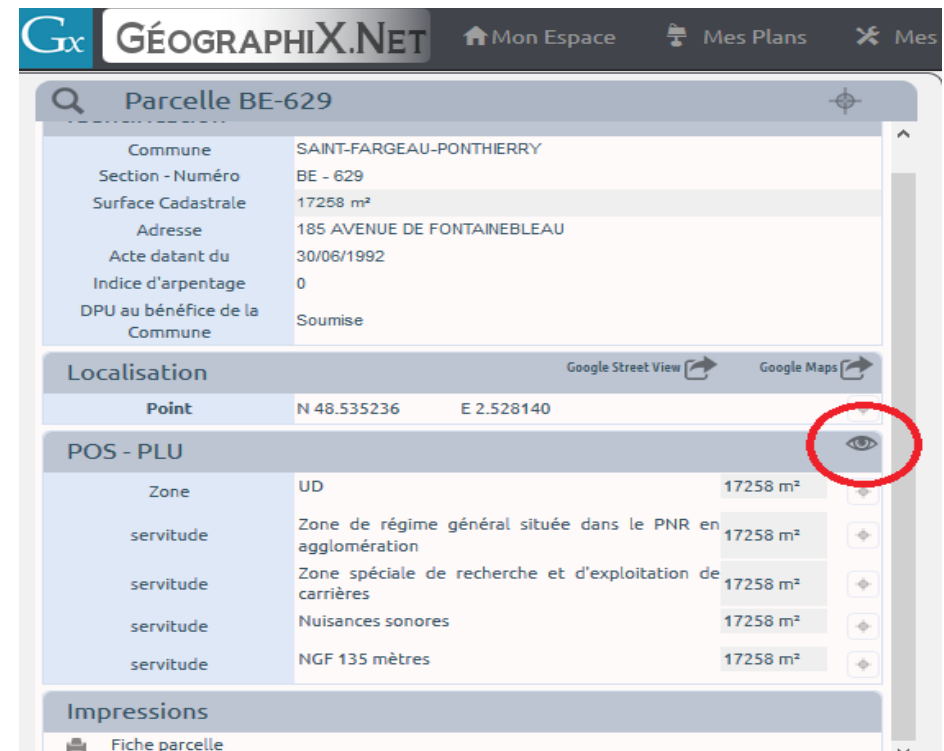 Gx GÉOGRAPHIX.NET Mon Espace Mes Plans Mes
Parcelle BE-629
Commune SAINT-FARGEAU-PONTHIERRY
Section - Numéro BE - 629
Surface Cadastrale 17258 m²
Adresse 185 AVENUE DE FONTAINEBLEAU
Acte datant du 30/06/1992
Indice d'arpentage 0
DPU au bénéfice de la
Commune
Soumise
Localisation Google Street View Google Maps
Point N 48.535236 E 2.528140
POS - PLU
Zone UD 17258 m²
servitude Zone de régime général située dans le PNR en
agglomération
17258 m²
servitude Zone spéciale de recherche et d'exploitation de
carrières
17258 m²
servitude Nuisances sonores 17258 m²
servitude NGF 135 mètres 17258 m²
Impressions
Fiche parcelle